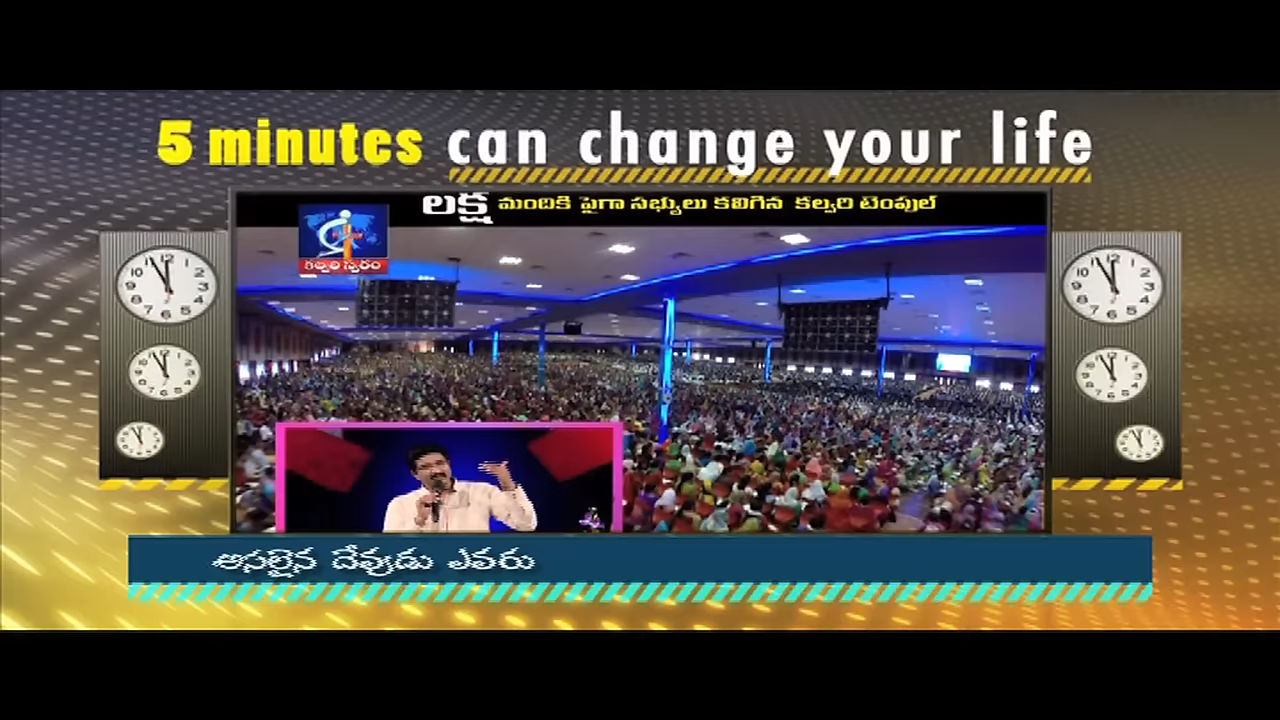 5 minutes can change your life
లక్ష మందికి పైగా సభ్యులు కలిగిన కల్వరి టెంపుల్
కల్వరి స్వరం
అసలైన దేవుడు ఎవరు